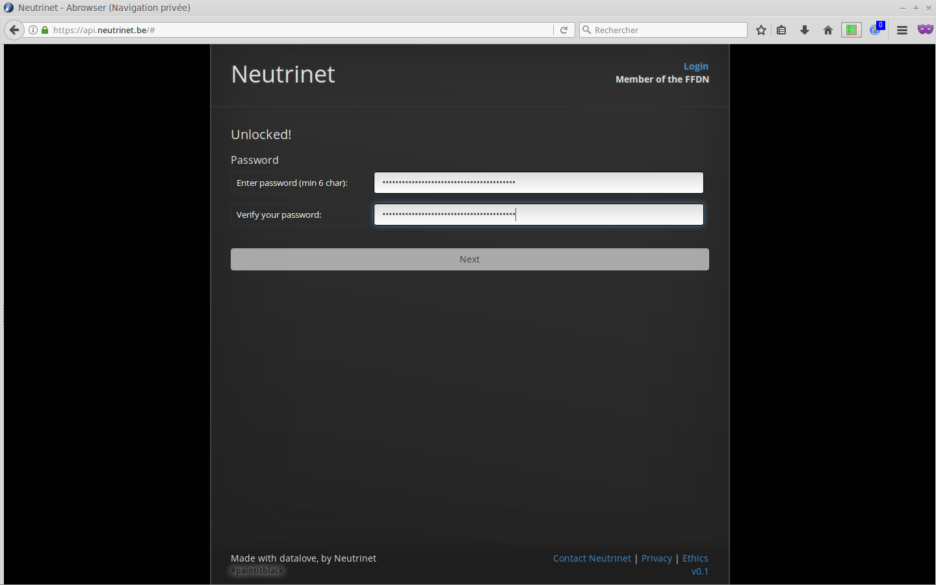 Neutrinet - Abrowser (Navigation privée)
https://api.neutrinet.be/#
Rechercher
0
Neutrinet
Login
Member of the FFDN
Unlocked!
Password
Enter password (min 6 char):
Verify your password:
Next
Made with datalove, by Neutrinet
Contact Neutrinet | Privacy | Ethics
#paintitblack
v0.1